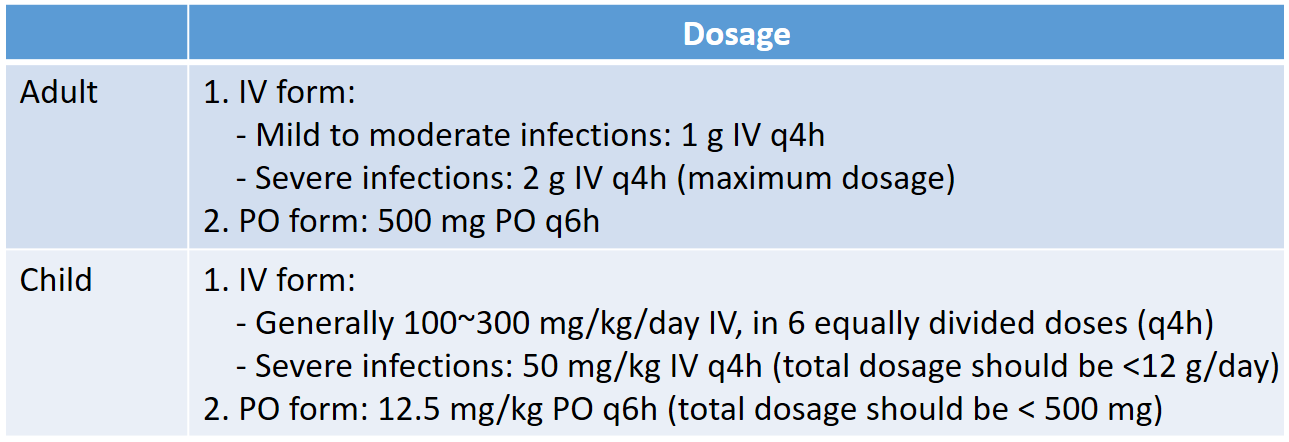 Dosage
Adult
1. IV form:
- Mild to moderate infections: 1 g IV q4h
- Severe infections: 2 g IV q4h (maximum dosage)
2. PO form: 500 mg PO q6h
Child
1. IV form:
- Generally 100~300 mg/kg/day IV, in 6 equally divided doses (q4h)
- Severe infections: 50 mg/kg IV q4h (total dosage should be <12 g/day)
2. PO form: 12.5 mg/kg PO q6h (total dosage should be < 500 mg)